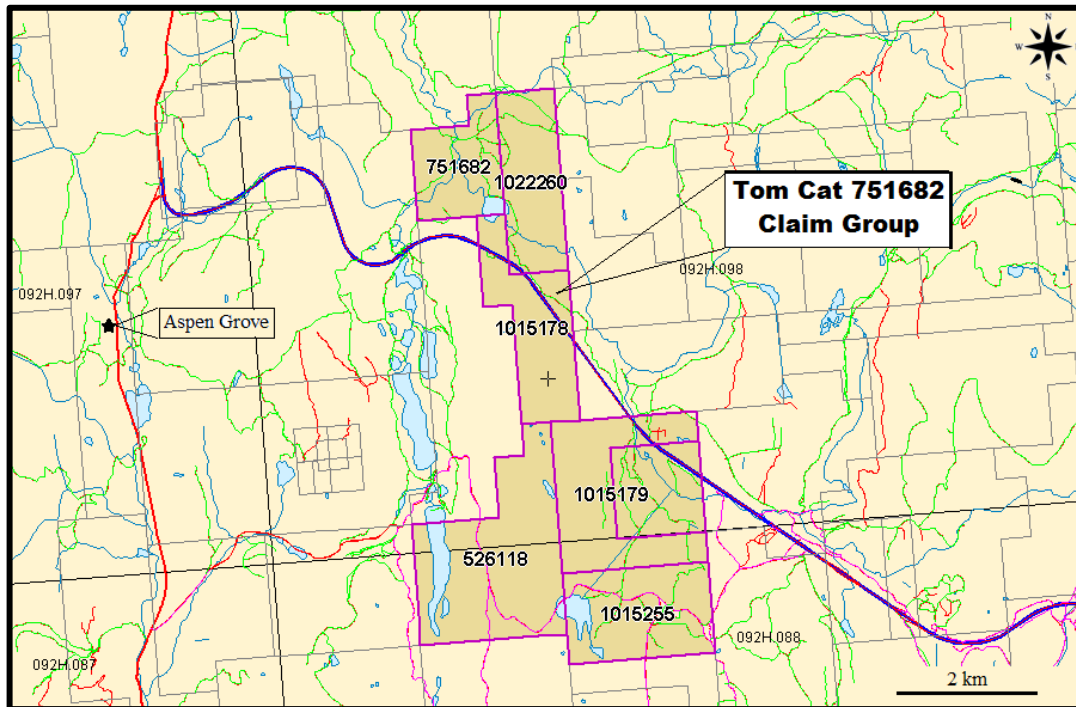 N
W
S
751682
1022260
Tom Cat 751682
Claim Group
092H.098
092H.097
Aspen Grove
1015178
1015179
526118
1015255
092H.088
092H.087
2 km